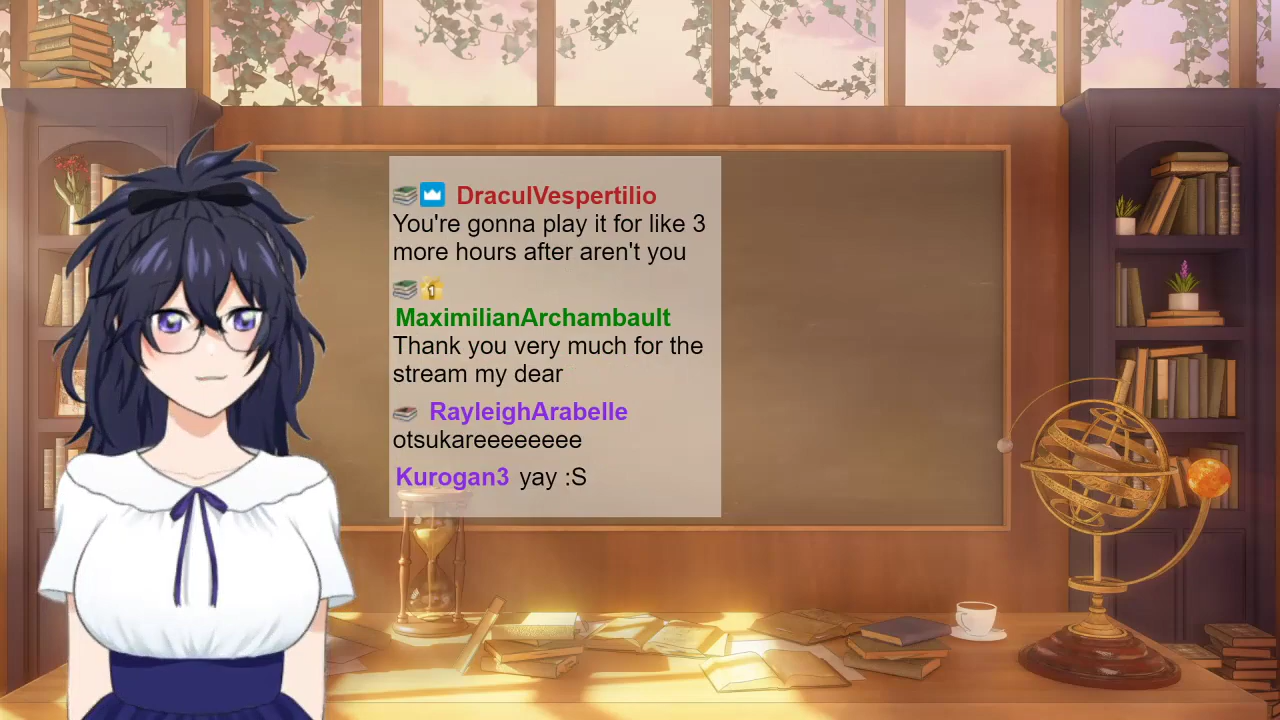 DraculVespertilio
You're gonna play it for like 3
more hours after aren't you
1
MaximilianArchambault
Thank you very much for the
stream my dear
RayleighArabelle
otsukareeeeeeee
Kurogan3 yay :S